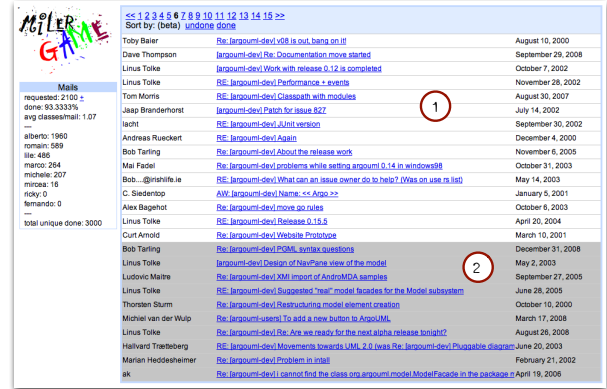 MiLER
GAME
Mails
requested: 2100 ±
done: 93.3333%
avg classes/mail: 1.07
---
alberto: 1960
romain: 589
lile: 486
marco: 264
michele: 207
mircea: 16
ricky: 0
fernando: 0
---
total unique done: 3000
<< 1 2 3 4 5 6 7 8 9 10 11 12 13 14 15 >>
Sort by: (beta) undone done
Toby Baier Re: [argouml-dev] v08 is out, bang on it! August 10, 2000
Dave Thompson [argouml-dev] Re: Documentation move started September 29, 2008
Linus Tolke [argouml-dev] Work with release 0.12 is completed October 7, 2002
Linus Tolke RE: [argouml-dev] Performance + events November 28, 2002
Tom Morris RE: [argouml-dev] Classpath with modules August 30, 2007
Jaap Branderhorst [argouml-dev] Patch for issue 827 July 14, 2002
lacht RE: [argouml-dev] JUnit version September 30, 2002
Andreas Rueckert RE: [argouml-dev] Again December 4, 2000
Bob Tarling Re: [argouml-dev] About the release work November 6, 2005
Mai Fadel Re: [argouml-dev] problems while setting argouml 0.14 in windows98 October 31, 2003
Bob....@irishlife.ie RE: [argouml-dev] What can an issue owner do to help? (Was on use rs list) May 14, 2003
C. Siedentop AW: [argouml-dev] Name: << Argo >> January 5, 2001
Alex Bagehot Re: [argouml-dev] move go rules October 6, 2003
Linus Tolke RE: [argouml-dev] Release 0.15.5 April 20, 2004
Curt Arnold Re: [argouml-dev] Website Prototype March 10, 2001
Bob Tarling Re: [argouml-dev] PGML syntax questions December 31, 2008
Linus Tolke [argouml-dev] Design of NavPane view of the model May 2, 2003
Ludovic Maitre Re: [argouml-dev] XMI import of AndroMDA samples September 27, 2005
Linus Tolke RE: [argouml-dev] Suggested "real" model facades for the Model subsystem June 28, 2005
Thorsten Sturm Re: [argouml-dev] Restructuring model element creation October 10, 2000
Michiel van der Wulp Re: [argouml-users] To add a new button to ArgoUML March 17, 2008
Linus Tolke Re: [argouml-dev] Re: Are we ready for the next alpha release tonight? August 26, 2008
Hallvard Trætteberg RE: [argouml-dev] Movements towards UML 2.0 (was Re: [argouml-dev] Pluggable diagram June 20, 2003
Marian Heddesheimer Re: [argouml-dev] Problem in intall February 21, 2002
ak Re: [argouml-dev] i cannot find the class org.argouml.model.ModelFacade in the package n April 19, 2006
1
2